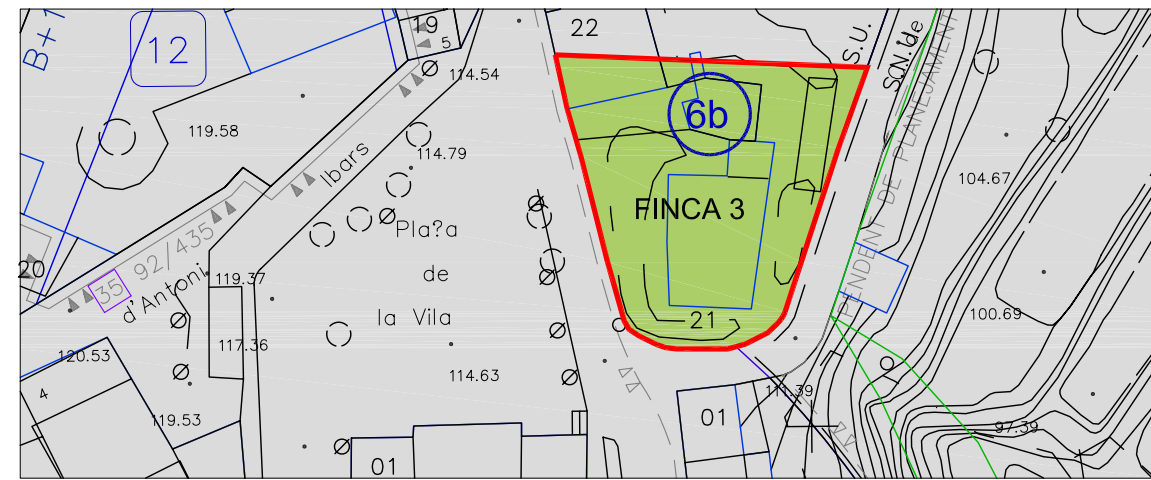 B+1
12
19
5
22
S.U.
S.N.U.
114.54
119.58
114.79
6b
Ibars
104.67
FINCA 3
Pla?a
de
la Vila
92/435
20
35
d'Antoni
119.37
PENDENT DE PLANEJAMENT
100.69
21
117.36
120.53
114.63
4
111.39
119.53
01
01
97.39